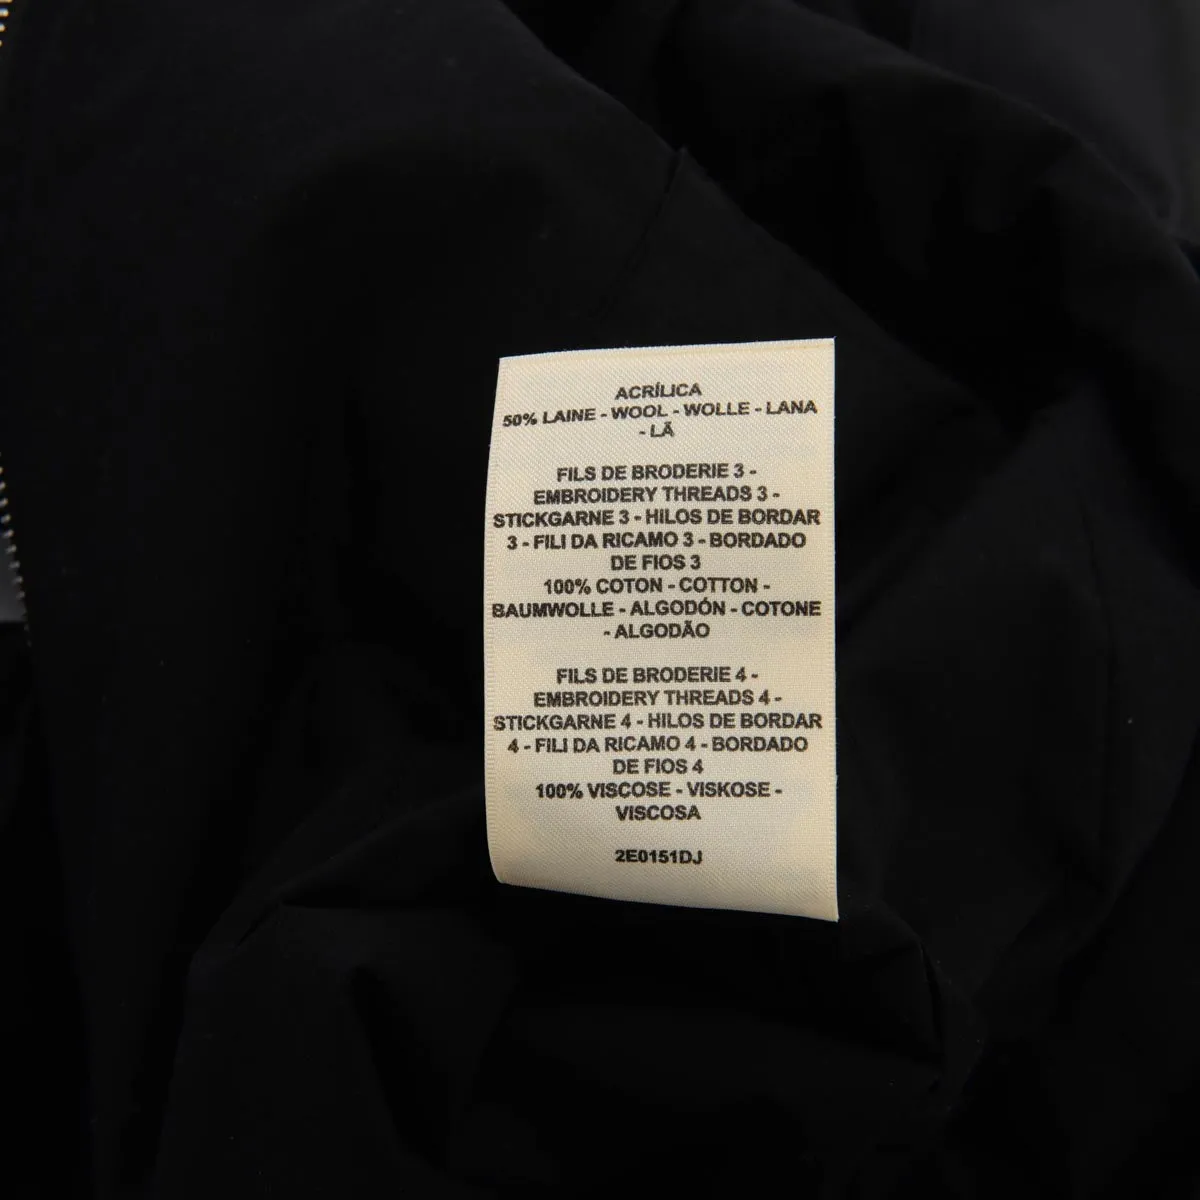 ACRÍLICA
50% LAINE - WOOL - WOLLE - LANA
- LÃ
FILS DE BRODERIE 3 -
EMBROIDERY THREADS 3 -
STICKGARNE 3 - HILOS DE BORDAR
3 - FILI DA RICAMO 3 - BORDADO
DE FIOS 3
100% COTON - COTTON -
BAUMWOLLE - ALGODÓN - COTONE
- ALGODÃO
FILS DE BRODERIE 4 -
EMBROIDERY THREADS 4 -
STICKGARNE 4 - HILOS DE BORDAR
4 - FILI DA RICAMO 4 - BORDADO
DE FIOS 4
100% VISCOSE - VISKOSE -
VISCOSA
2E0151DJ